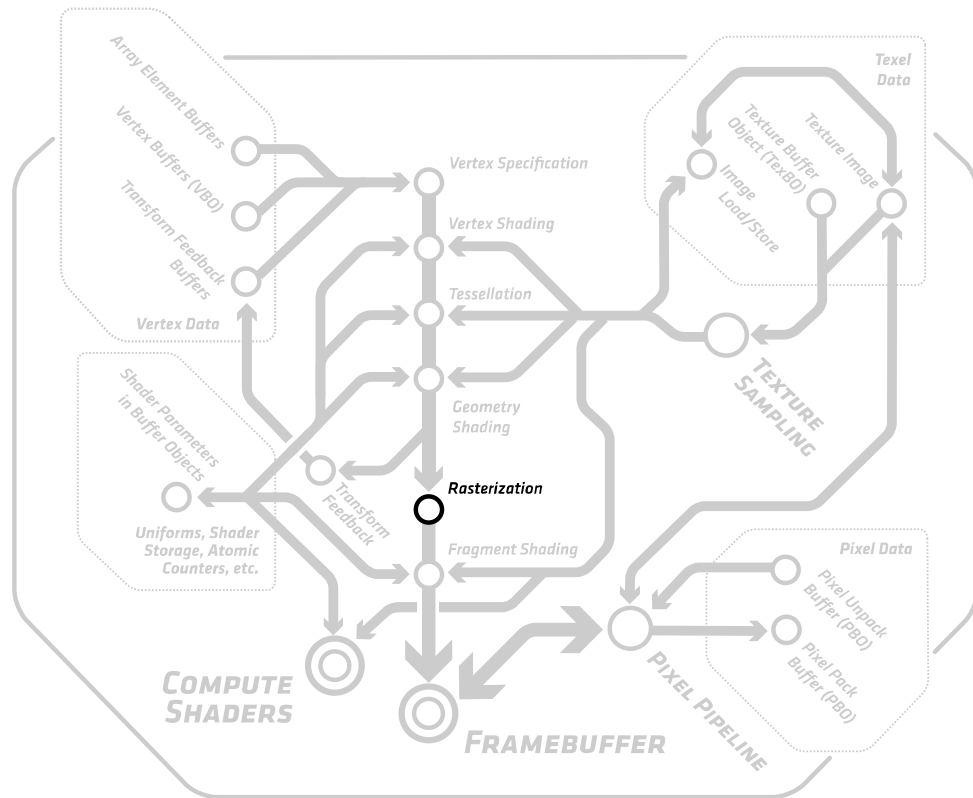 Array Element Buffers
Vertex Buffers (VBO)
Transform Feedback
Buffers
Vertex Data
Vertex Specification
Vertex Shading
Tessellation
Geometry
Shading
Texel
Data
Texture Image
Texture Buffer
Object (TexBO)
Image
Load/Store
TEXTURE
SAMPLING
Shader Parameters
in Buffer Objects
Uniforms, Shader
Storage, Atomic
Counters, etc.
Transform
Feedback
Rasterization
Fragment Shading
Pixel Data
Pixel Unpack
Buffer (PBO)
Pixel Pack
Buffer (PBO)
COMPUTE
SHADERS
FRAMEBUFFER
PIXEL PIPELINE